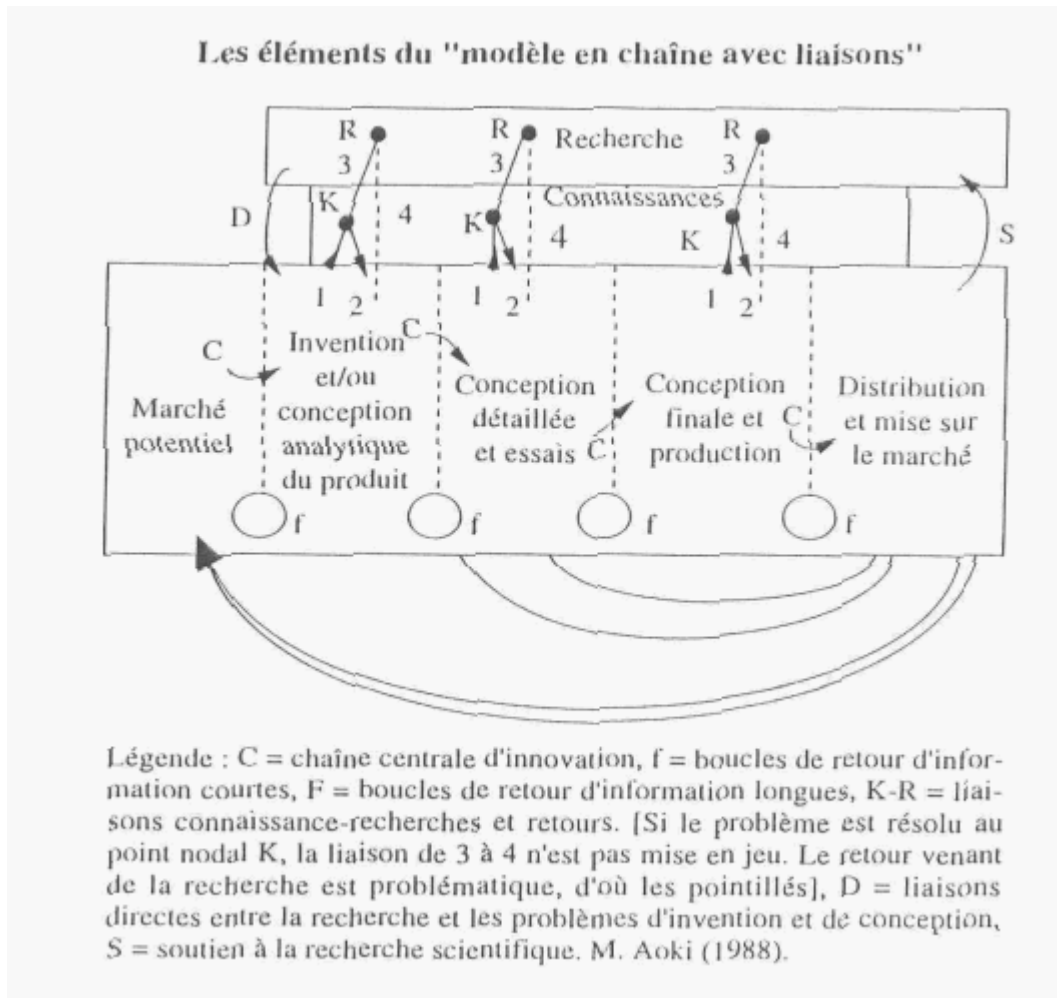 Les éléments du "modèle en chaîne avec liaisons"
R R Recherche R
3 3 3
Connaissances
D K 4 K 4 K 4 S
1 2 1 2 1 2
C Invention et/ou conception analytique du produit
C Conception détaillée et essais
C Conception finale et production
C Distribution et mise sur le marché
Marché potentiel
f f f f
Légende : C = chaîne centrale d'innovation, f = boucles de retour d'infor-
mation courtes, F = boucles de retour d'information longues, K-R = liai-
sons connaissance-recherches et retours. [Si le problème est résolu au
point nodal K, la liaison de 3 à 4 n'est pas mise en jeu. Le retour venant
de la recherche est problématique, d'où les pointillés], D = liaisons
directes entre la recherche et les problèmes d'invention et de conception,
S = soutien à la recherche scientifique. M. Aoki (1988).